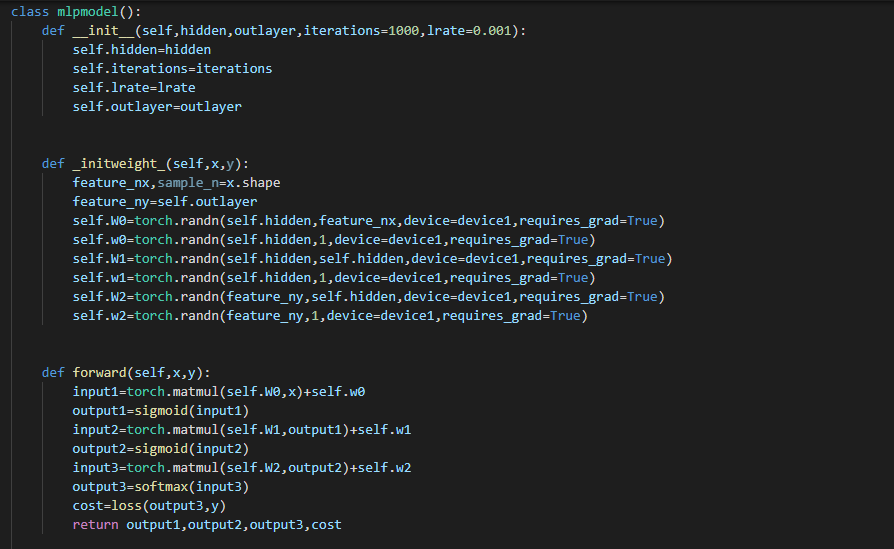 class mlpmodel():
    def __init__(self,hidden,outlayer,iterations=1000,lrate=0.001):
        self.hidden=hidden
        self.iterations=iterations
        self.lrate=lrate
        self.outlayer=outlayer
    def _initweight_(self,x,y):
        feature_nx,sample_n=x.shape
        feature_ny=self.outlayer
        self.W0=torch.randn(self.hidden,feature_nx,device=device1,requires_grad=True)
        self.w0=torch.randn(self.hidden,1,device=device1,requires_grad=True)
        self.W1=torch.randn(self.hidden,self.hidden,device=device1,requires_grad=True)
        self.w1=torch.randn(self.hidden,1,device=device1,requires_grad=True)
        self.W2=torch.randn(feature_ny,self.hidden,device=device1,requires_grad=True)
        self.w2=torch.randn(feature_ny,1,device=device1,requires_grad=True)
    def forward(self,x,y):
        input1=torch.matmul(self.W0,x)+self.w0
        output1=sigmoid(input1)
        input2=torch.matmul(self.W1,output1)+self.w1
        output2=sigmoid(input2)
        input3=torch.matmul(self.W2,output2)+self.w2
        output3=softmax(input3)
        cost=loss(output3,y)
        return output1,output2,output3,cost